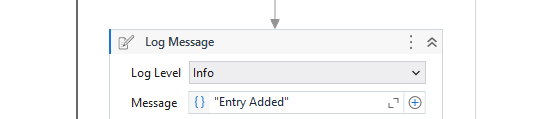 Log Message
Log Level Info
Message {} "Entry Added"